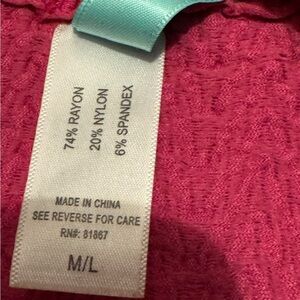 74% RAYON
20% NYLON
6% SPANDEX
MADE IN CHINA
SEE REVERSE FOR CARE
RN#: 81867
M/L